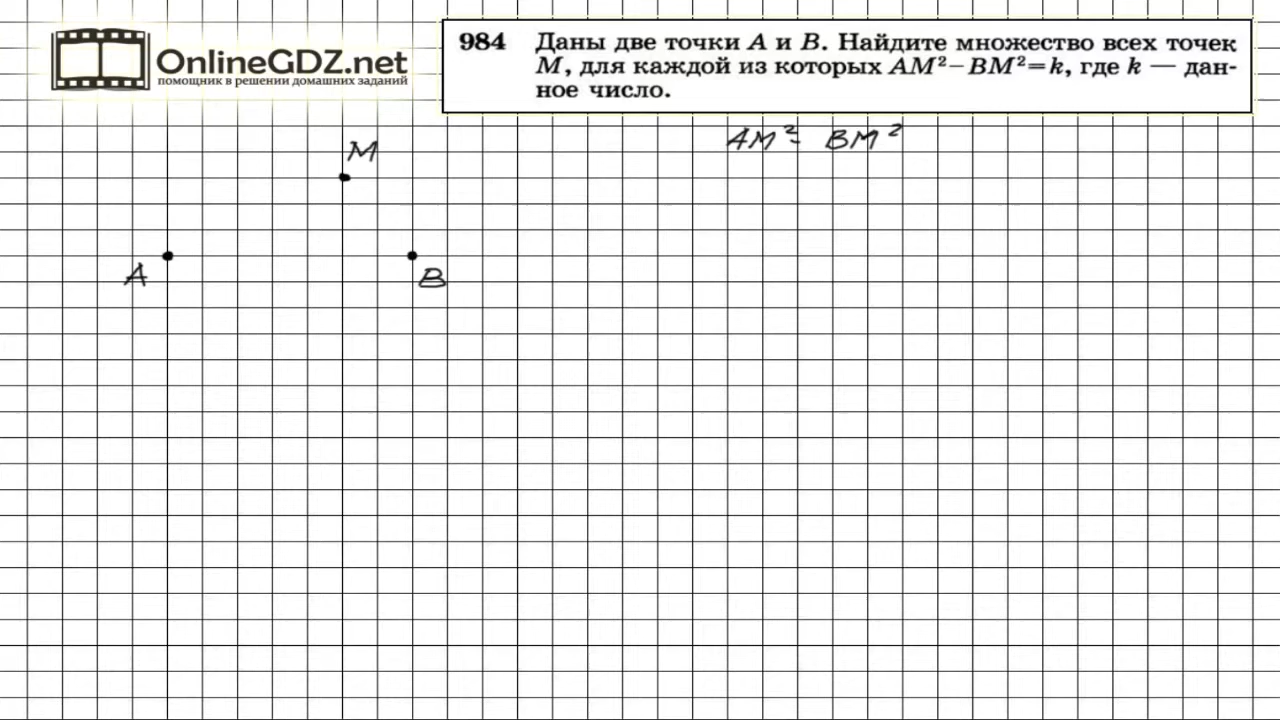 OnlineGDZ.net
помощник в решении домашних заданий
984 Даны две точки A и B. Найдите множество всех точек
M, для каждой из которых AM²−BM²=k, где k — дан-
ное число.
AM² - BM²
M
A
B